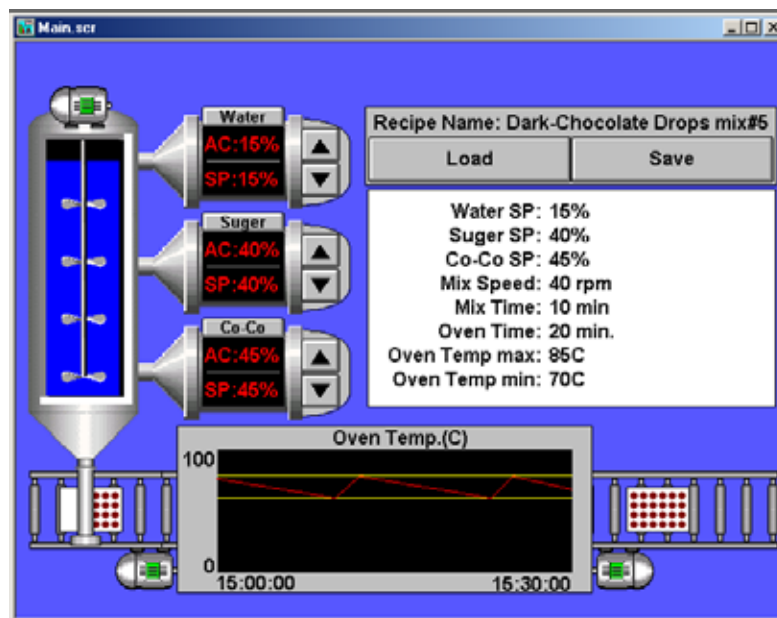 Main.scr
Water
AC:15%
SP:15%
Suger
AC:40%
SP:40%
Co-Co
AC:45%
SP:45%
Recipe Name: Dark-Chocolate Drops mix#5
Load Save
Water SP: 15%
Suger SP: 40%
Co-Co SP: 45%
Mix Speed: 40 rpm
Mix Time: 10 min
Oven Time: 20 min.
Oven Temp max: 85C
Oven Temp min: 70C
Oven Temp.(C)
100
0
15:00:00 15:30:00